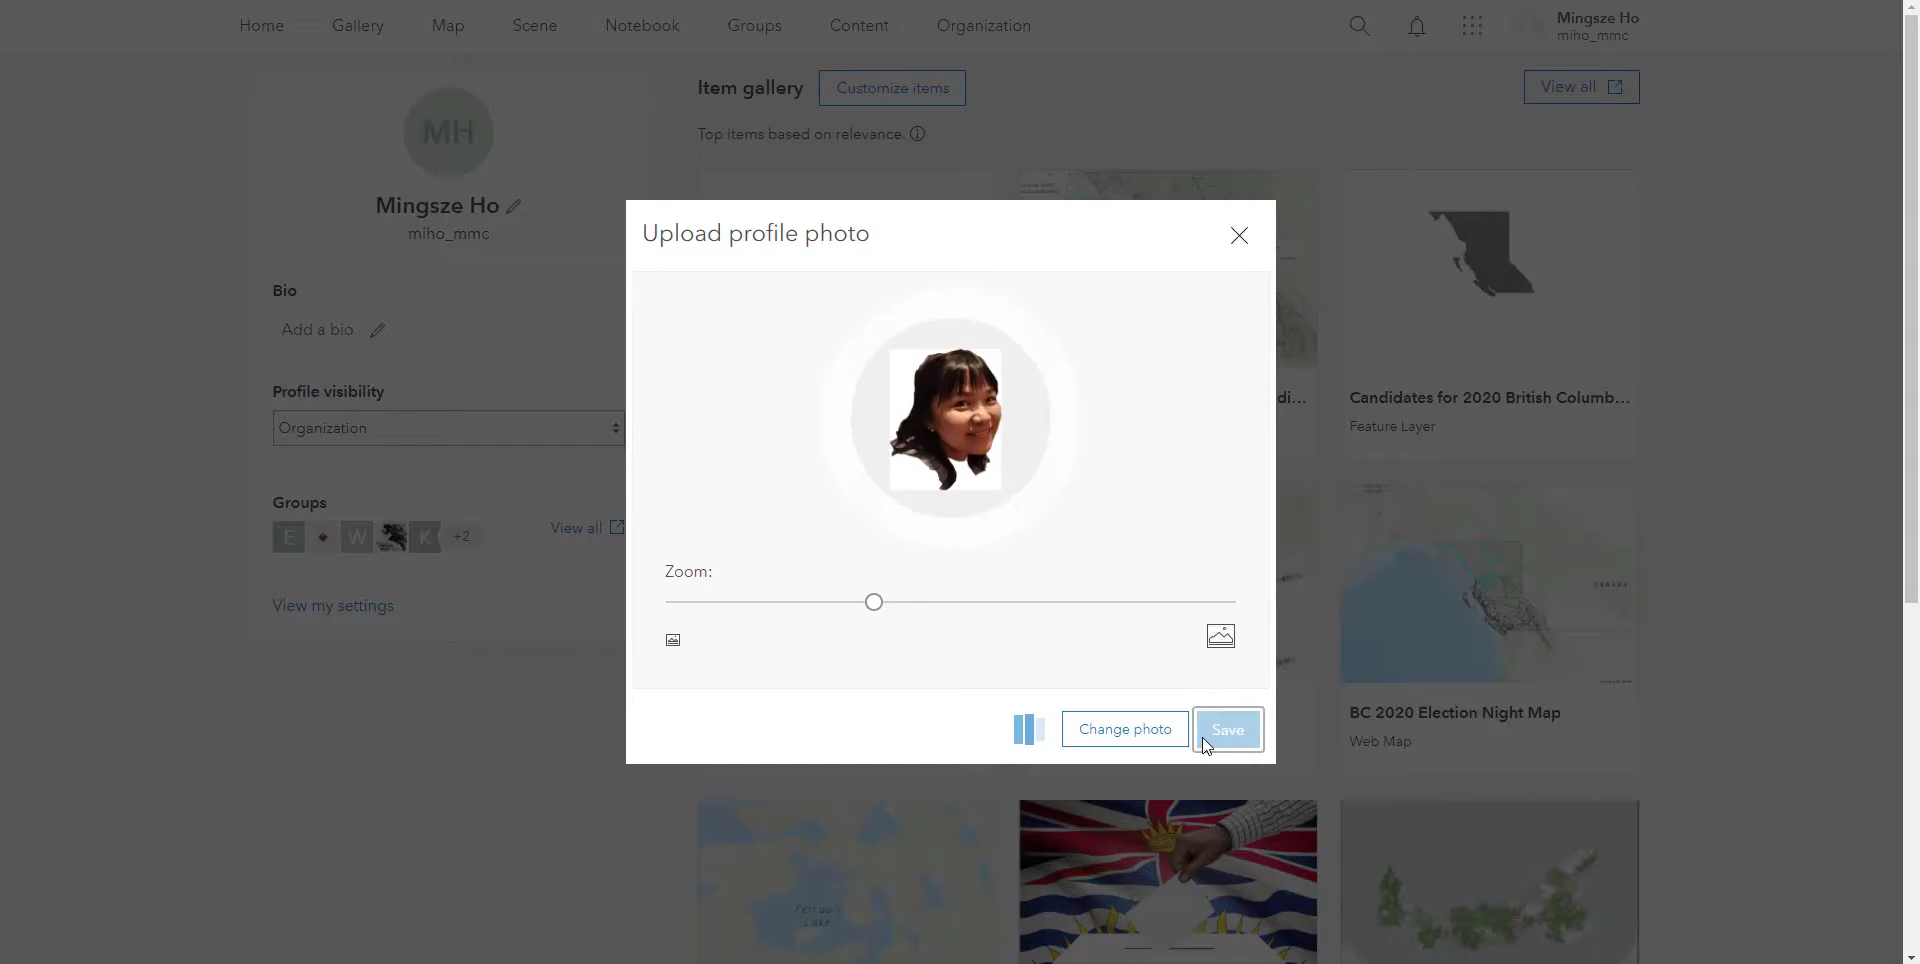 Home Gallery Map Scene Notebook Groups Content Organization
Mingsze Ho
miho_mmc
MH
Mingsze Ho
miho_mmc
Bio
Add a bio
Profile visibility
Organization
Groups
E W K +2
View all
View my settings
Item gallery
Customize items
View all
Top items based on relevance.
Upload profile photo
Zoom:
Change photo
Save
di...
Candidates for 2020 British Columb...
Feature Layer
CANADA
BC 2020 Election Night Map
Web Map
Lake